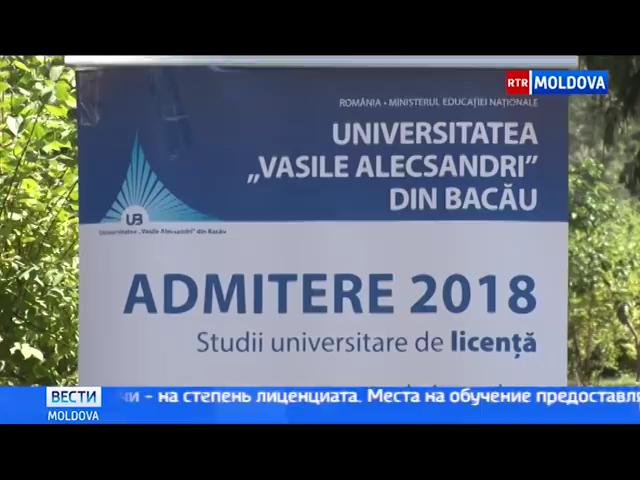 RTR MOLDOVA
ROMÂNIA • MINISTERUL EDUCAȚIEI NAȚIONALE
UNIVERSITATEA
„VASILE ALECSANDRI”
DIN BACĂU
UB
Universitatea „Vasile Alecsandri” din Bacău
ADMITERE 2018
Studii universitare de licență
ВЕСТИ
MOLDOVA
- на степень лиценциата. Места на обучение